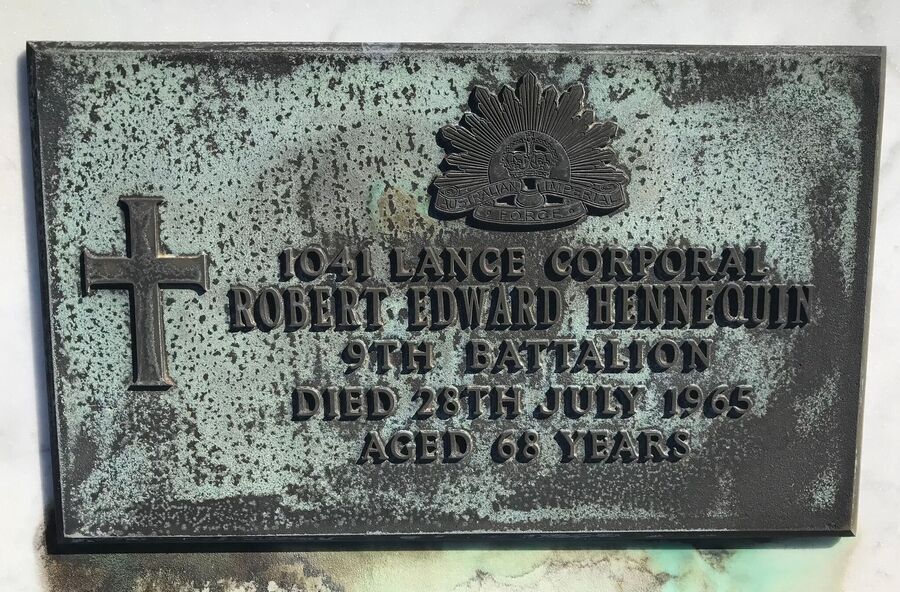 AUSTRALIAN IMPERIAL
FORCE
1041 LANCE CORPORAL
ROBERT EDWARD HENNEQUIN
9TH BATTALION
DIED 28TH JULY 1965
AGED 68 YEARS